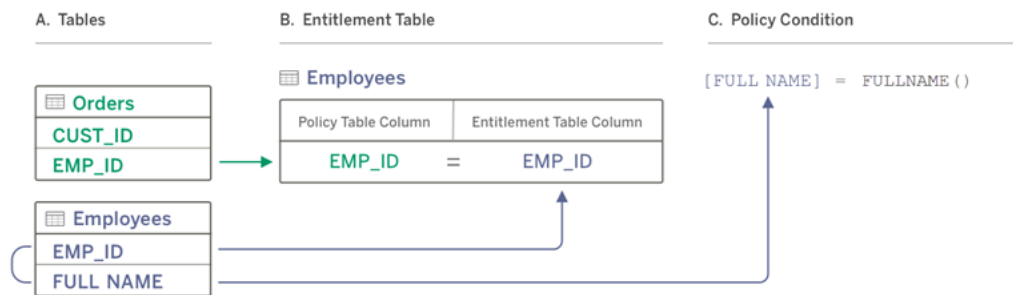 A. Tables
B. Entitlement Table
C. Policy Condition
Orders
CUST_ID
EMP_ID
Employees
EMP_ID
FULL NAME
Employees
Policy Table Column
Entitlement Table Column
EMP_ID = EMP_ID
[FULL NAME] = FULLNAME()